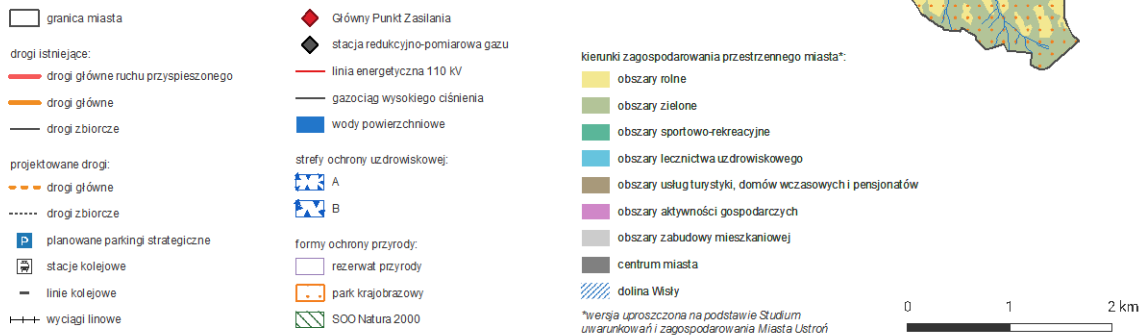 granica miasta
drogi istniejące:
drogi główne ruchu przyspieszonego
drogi główne
drogi zbiorcze
projektowane drogi:
drogi główne
drogi zbiorcze
P planowane parkingi strategiczne
stacje kolejowe
linie kolejowe
wyciągi linowe
Główny Punkt Zasilania
stacja redukcyjno-pomiarowa gazu
linia energetyczna 110 kV
gazociąg wysokiego ciśnienia
wody powierzchniowe
strefy ochrony uzdrowiskowej:
A
B
formy ochrony przyrody:
rezerwat przyrody
park krajobrazowy
SOO Natura 2000
kierunki zagospodarowania przestrzennego miasta*:
obszary rolne
obszary zielone
obszary sportowo-rekreacyjne
obszary lecznictwa uzdrowiskowego
obszary usług turystyki, domów wczasowych i pensjonatów
obszary aktywności gospodarczych
obszary zabudowy mieszkaniowej
centrum miasta
dolina Wisły
*wersja uproszczona na podstawie Studium
uwarunkowań i zagospodarowania Miasta Ustroń
0 1 2 km